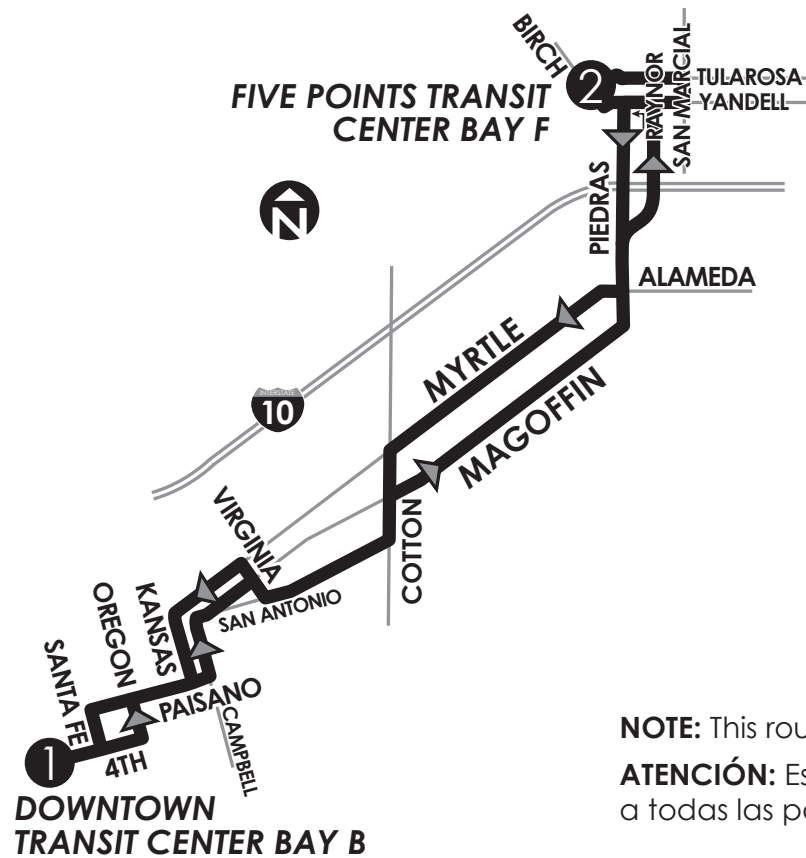 BIRCH
2
RAYNOR
SAN MARCIAL
TULAROSA
YANDELL
FIVE POINTS TRANSIT
CENTER BAY F
N
PIEDRAS
ALAMEDA
MYRTLE
MAGOFFIN
INTERSTATE
10
VIRGINIA
COTTON
SAN ANTONIO
KANSAS
OREGON
SANTA FE
PAISANO
CAMPBELL
4TH
1
DOWNTOWN
TRANSIT CENTER BAY B
NOTE: This rou
ATENCIÓN: Es
a todas las pa